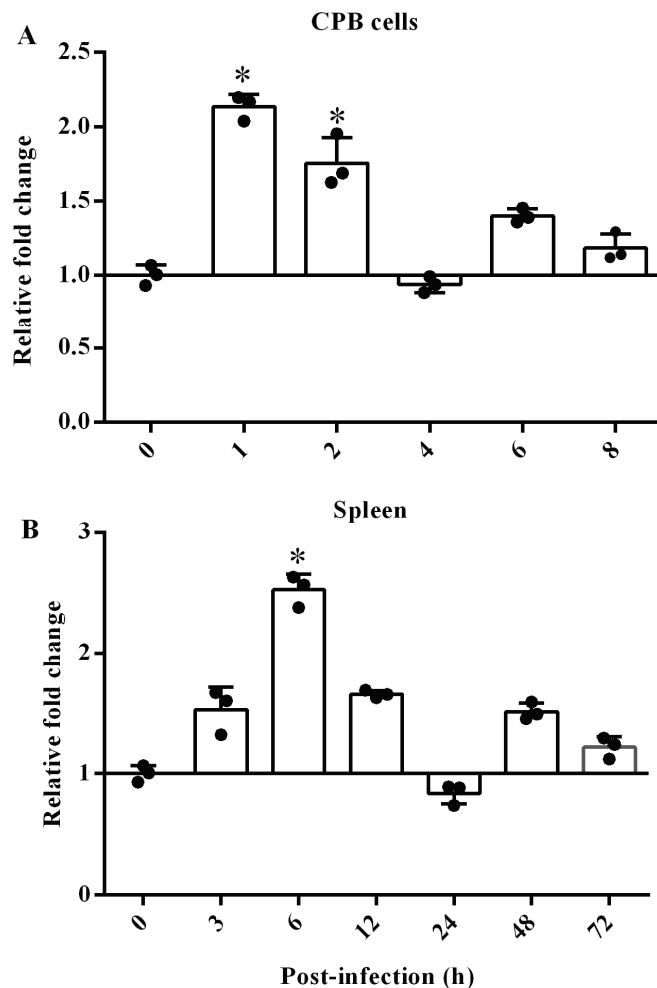 A
CPB cells
Relative fold change
2.5
2.0
1.5
1.0
0.5
0.0
*
*
0 1 2 4 6 8
B
Spleen
Relative fold change
3
2
1
0
*
0 3 6 12 24 48 72
Post-infection (h)